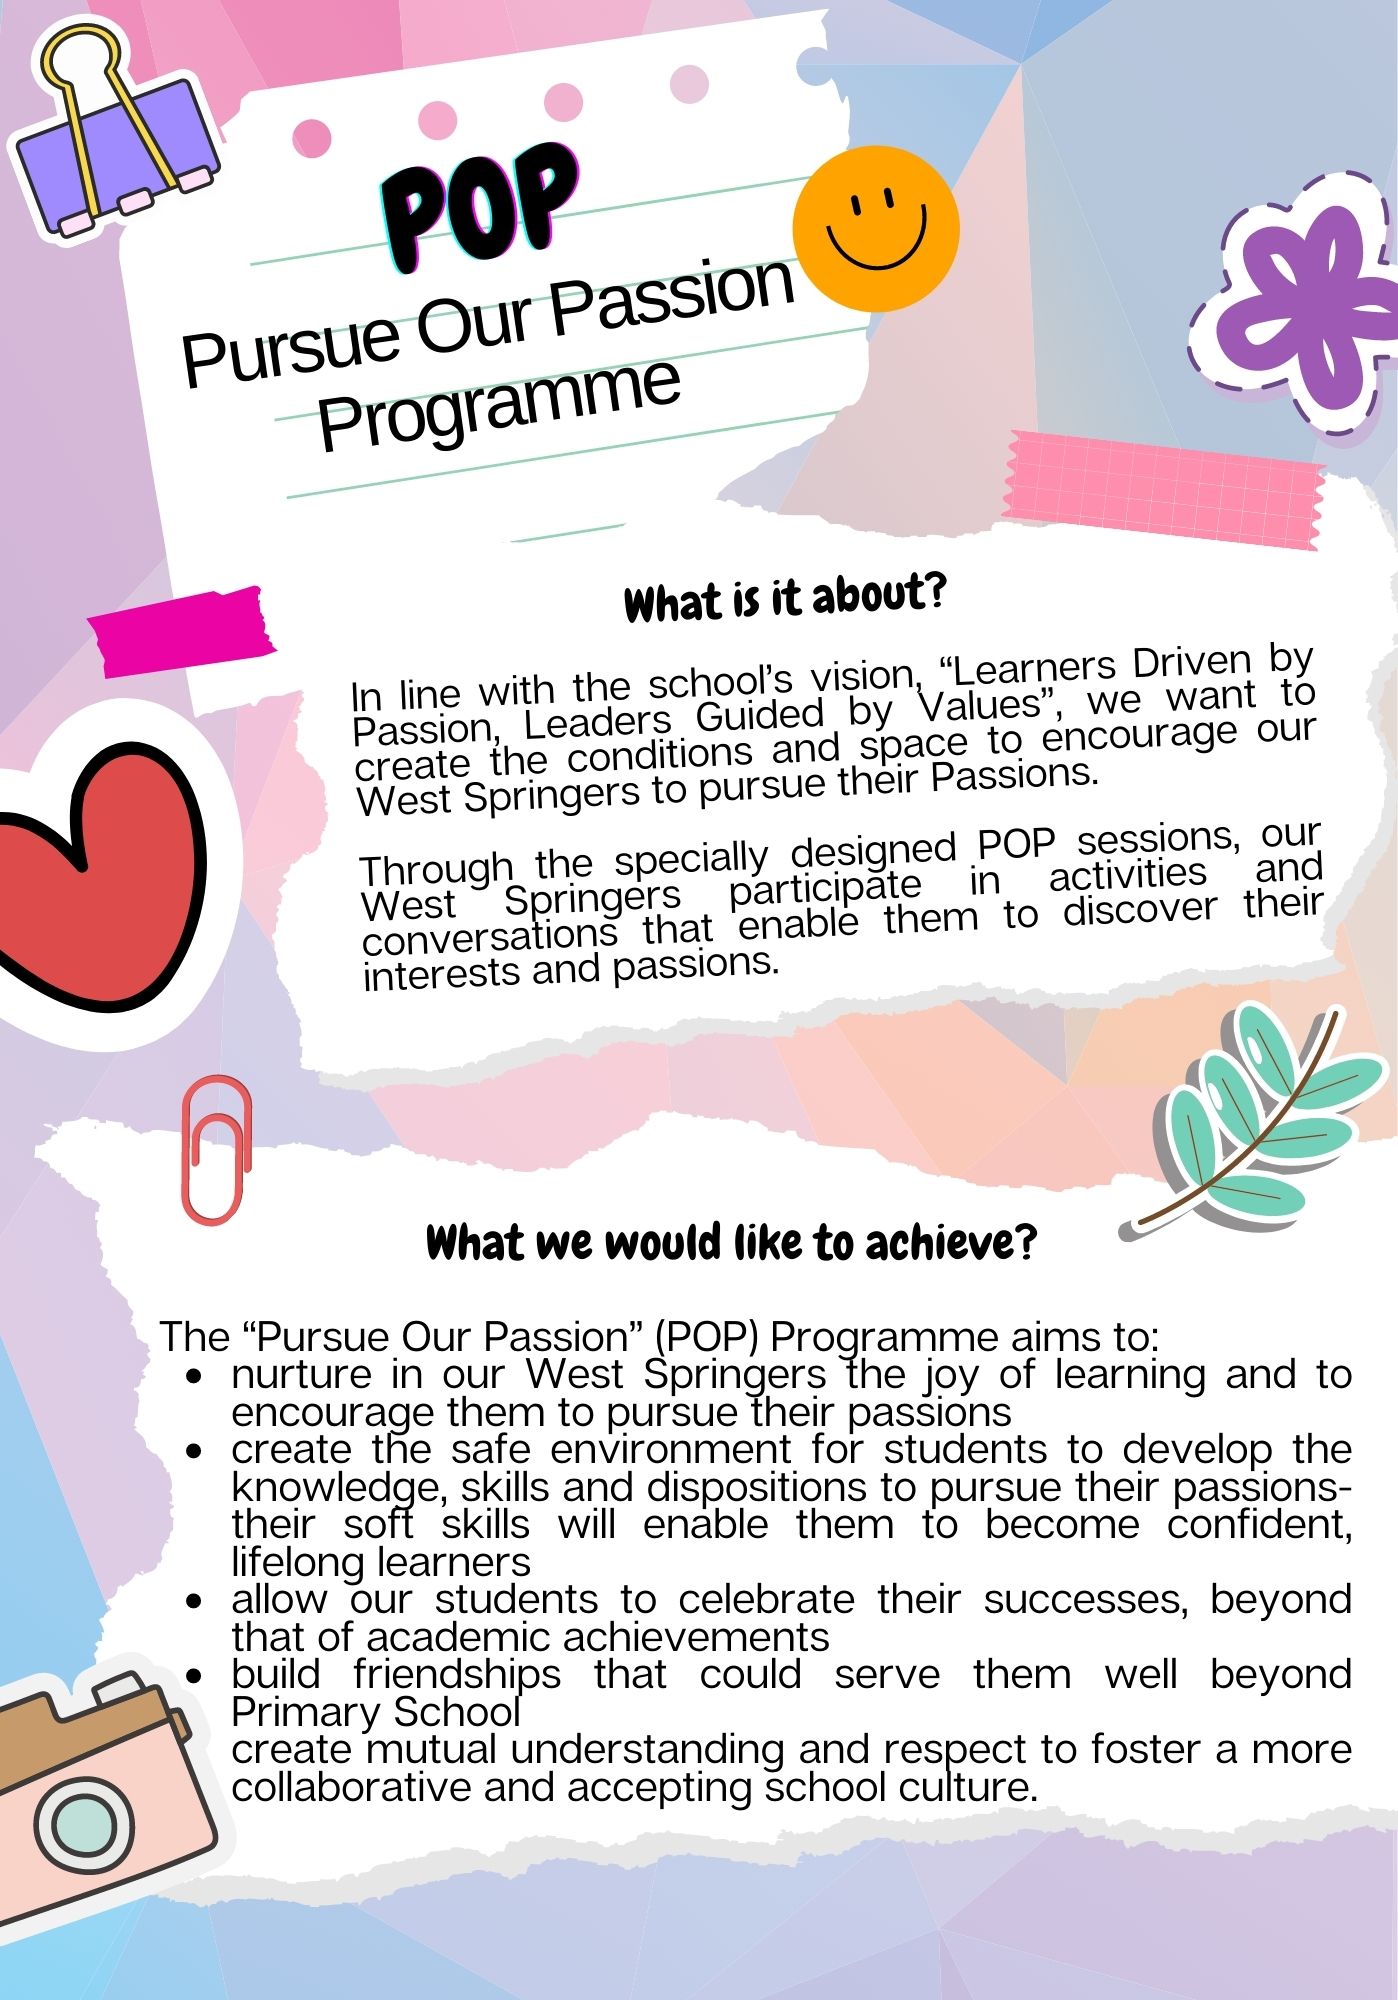 POP
Pursue Our Passion
Programme
What is it about?
In line with the school’s vision, “Learners Driven by
Passion, Leaders Guided by Values”, we want to
create the conditions and space to encourage our
West Springers to pursue their Passions.
Through the specially designed POP sessions, our
West Springers participate in activities and
conversations that enable them to discover their
interests and passions.
What we would like to achieve?
The “Pursue Our Passion” (POP) Programme aims to:
• nurture in our West Springers the joy of learning and to
encourage them to pursue their passions
• create the safe environment for students to develop the
knowledge, skills and dispositions to pursue their passions-
their soft skills will enable them to become confident,
lifelong learners
• allow our students to celebrate their successes, beyond
that of academic achievements
• build friendships that could serve them well beyond
Primary School
create mutual understanding and respect to foster a more
collaborative and accepting school culture.